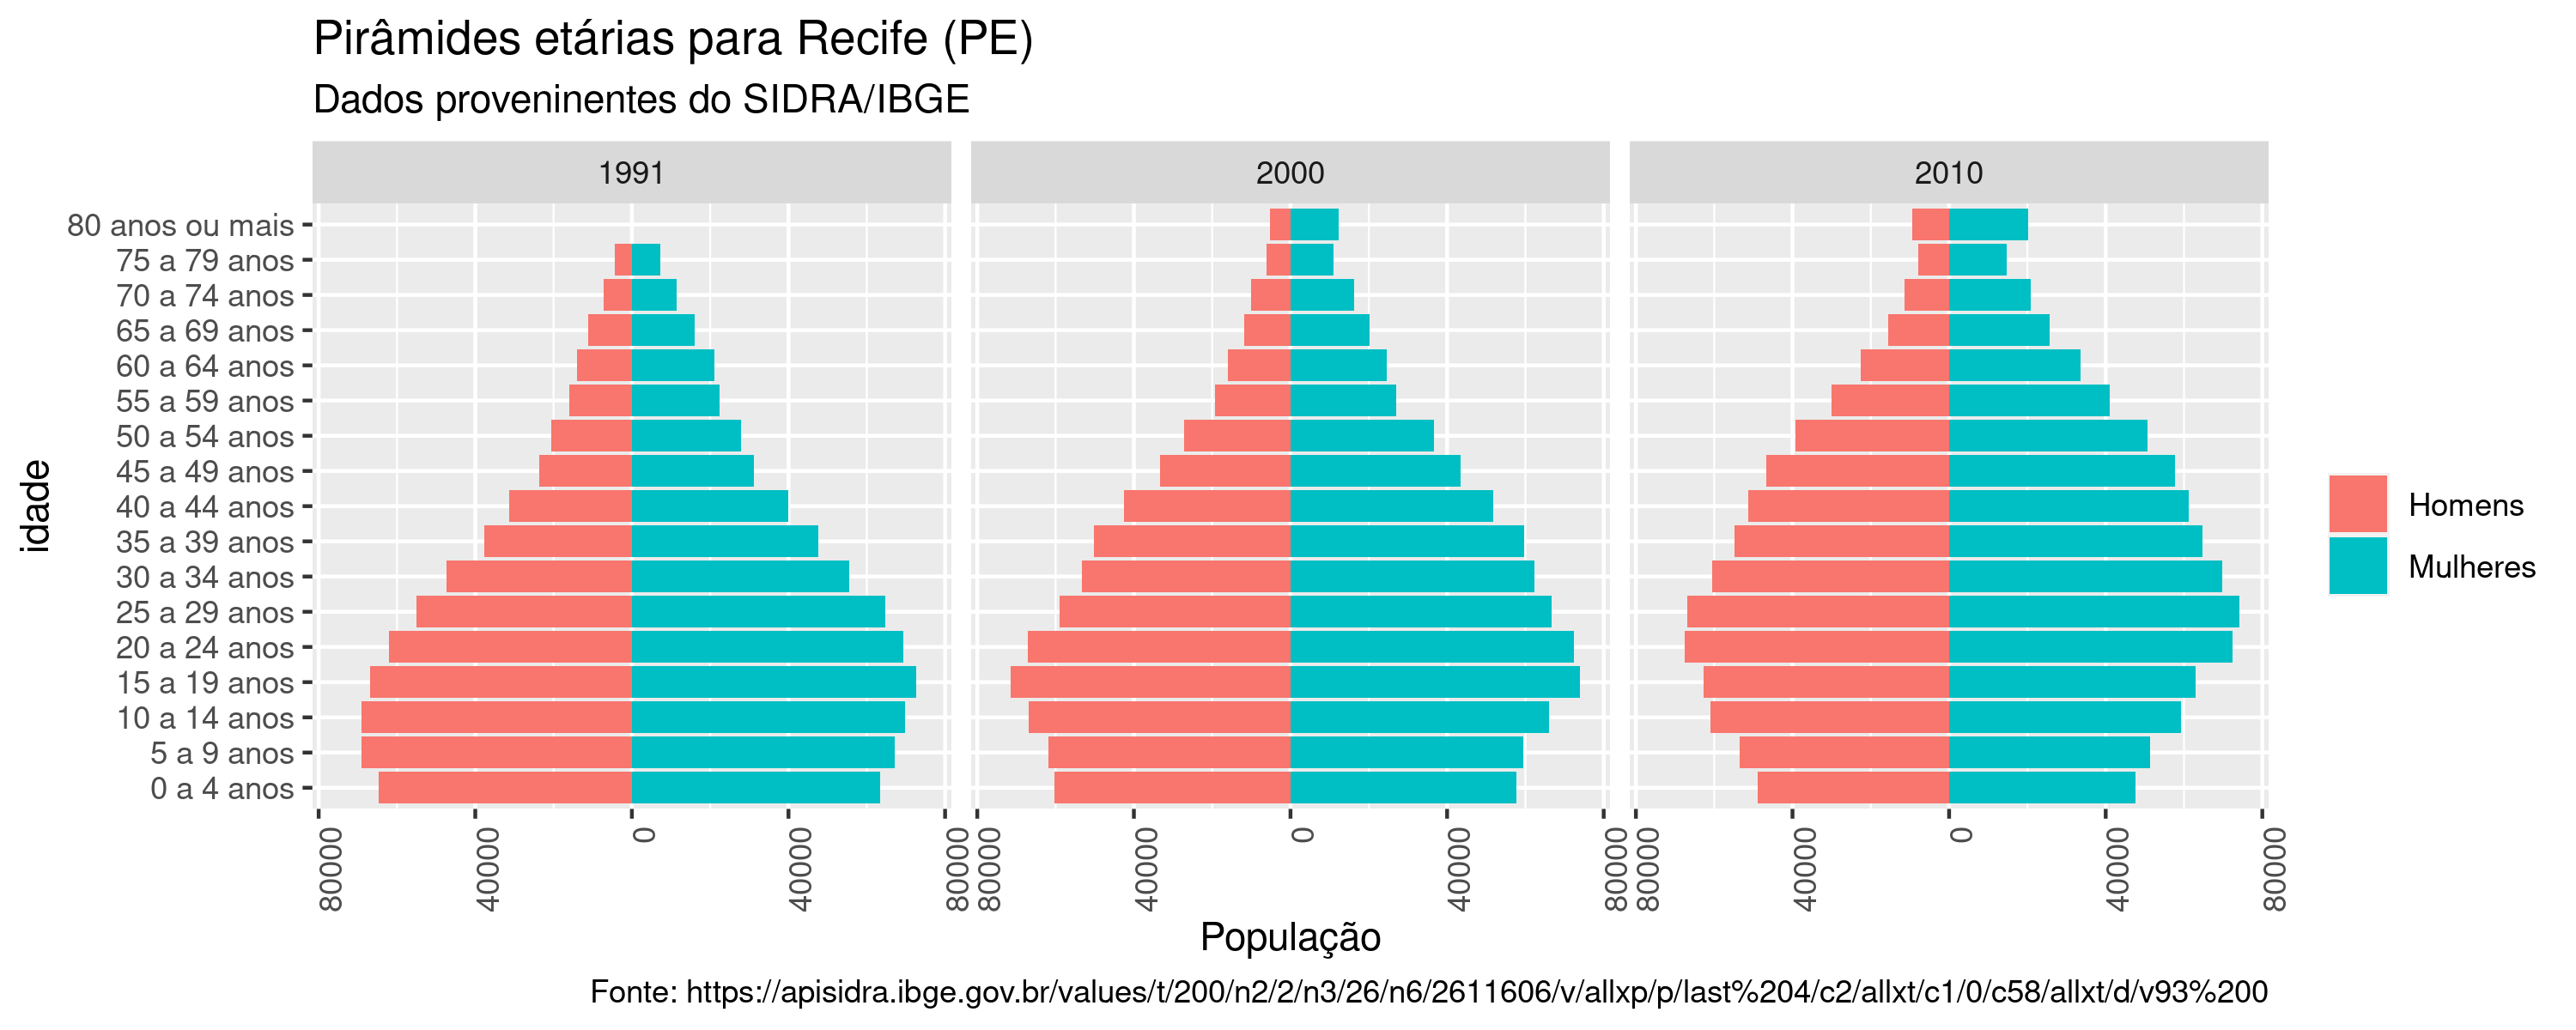 Pirâmides etárias para Recife (PE)
Dados proveninentes do SIDRA/IBGE
1991
2000
2010
idade
80 anos ou mais
75 a 79 anos
70 a 74 anos
65 a 69 anos
60 a 64 anos
55 a 59 anos
50 a 54 anos
45 a 49 anos
40 a 44 anos
35 a 39 anos
30 a 34 anos
25 a 29 anos
20 a 24 anos
15 a 19 anos
10 a 14 anos
5 a 9 anos
0 a 4 anos
80000 40000 0 40000 80000
80000 40000 0 40000 80000
80000 40000 0 40000 80000
População
Homens
Mulheres
Fonte: https://apisidra.ibge.gov.br/values/t/200/n2/2/n3/26/n6/2611606/v/allxp/p/last%204/c2/allxt/c1/0/c58/allxt/d/v93%200